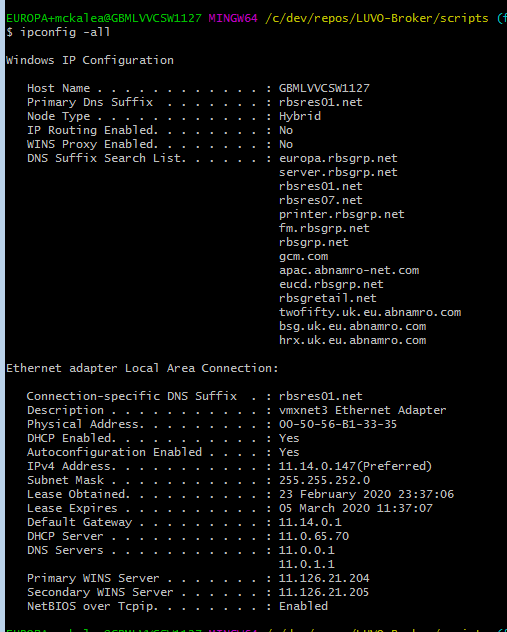 EUROPA+mckalea@GBMLVVCSW1127 MINGW64 /c/dev/repos/LUVO-Broker/scripts (f
$ ipconfig -all
Windows IP Configuration
Host Name . . . . . . . . . . . . : GBMLVVCSW1127
Primary Dns Suffix . . . . . . . : rbsres01.net
Node Type . . . . . . . . . . . . : Hybrid
IP Routing Enabled. . . . . . . . : No
WINS Proxy Enabled. . . . . . . . : No
DNS Suffix Search List. . . . . . : europa.rbsgrp.net
server.rbsgrp.net
rbsres01.net
rbsres07.net
printer.rbsgrp.net
fm.rbsgrp.net
rbsgrp.net
gcm.com
apac.abnamro-net.com
eucd.rbsgrp.net
rbsgretail.net
twofifty.uk.eu.abnamro.com
bsg.uk.eu.abnamro.com
hrx.uk.eu.abnamro.com
Ethernet adapter Local Area Connection:
Connection-specific DNS Suffix . : rbsres01.net
Description . . . . . . . . . . . : vmxnet3 Ethernet Adapter
Physical Address. . . . . . . . . : 00-50-56-B1-33-35
DHCP Enabled. . . . . . . . . . . : Yes
Autoconfiguration Enabled . . . . : Yes
IPv4 Address. . . . . . . . . . . : 11.14.0.147(Preferred)
Subnet Mask . . . . . . . . . . . : 255.255.252.0
Lease Obtained. . . . . . . . . . : 23 February 2020 23:37:06
Lease Expires . . . . . . . . . . : 05 March 2020 11:37:07
Default Gateway . . . . . . . . . : 11.14.0.1
DHCP Server . . . . . . . . . . . : 11.0.65.70
DNS Servers . . . . . . . . . . . : 11.0.0.1
11.0.1.1
Primary WINS Server . . . . . . . : 11.126.21.204
Secondary WINS Server . . . . . . : 11.126.21.205
NetBIOS over Tcpip. . . . . . . . : Enabled
EUROPA+mckalea@GBMLVVCSW1127 MINGW64 /c/dev/repos/LUVO-Broker/scripts (f